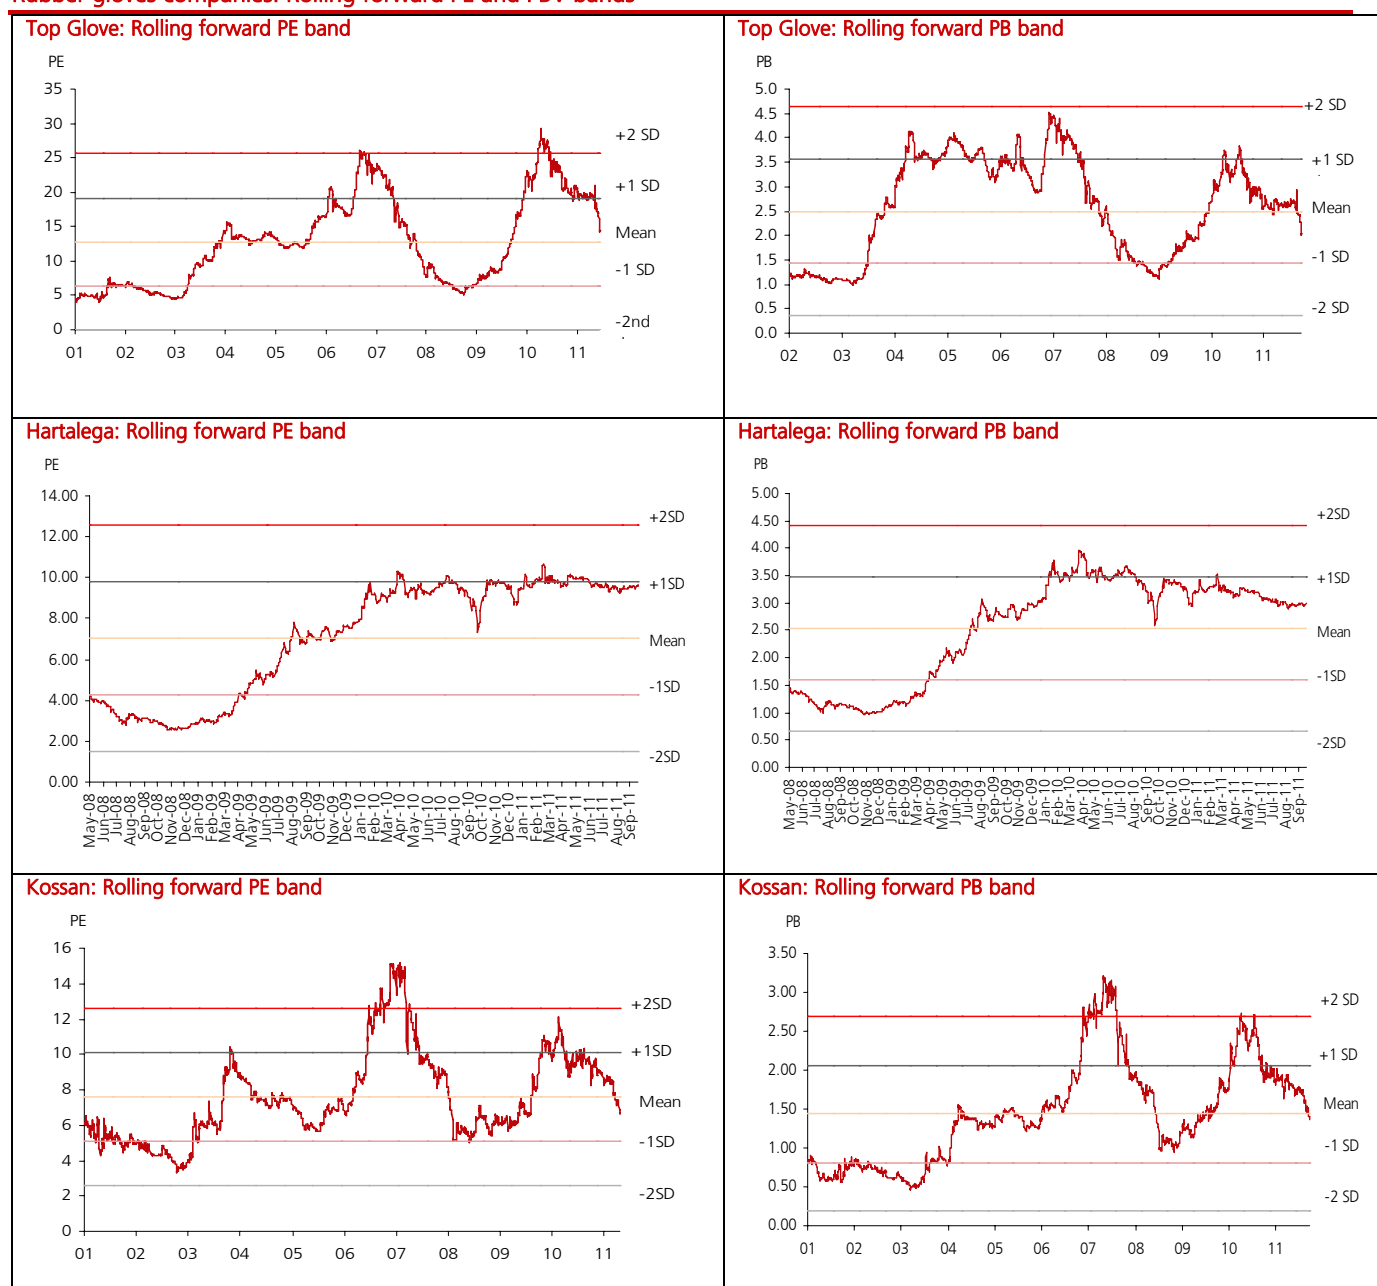 Rubber gloves companies: Rolling forward PE and PBV bands
Top Glove: Rolling forward PE band
PE
35
30
25
20
15
10
5
0
+2 SD
+1 SD
Mean
-1 SD
-2nd
01 02 03 04 05 06 07 08 09 10 11
Top Glove: Rolling forward PB band
PB
5.0
4.5
4.0
3.5
3.0
2.5
2.0
1.5
1.0
0.5
0.0
+2 SD
+1 SD
Mean
-1 SD
-2 SD
02 03 04 05 06 07 08 09 10 11
Hartalega: Rolling forward PE band
PE
14.00
12.00
10.00
8.00
6.00
4.00
2.00
0.00
+2SD
+1SD
Mean
-1SD
-2SD
May-08
Jun-08
Jul-08
Aug-08
Sep-08
Oct-08
Nov-08
Dec-08
Jan-09
Feb-09
Mar-09
Apr-09
May-09
Jun-09
Jul-09
Aug-09
Sep-09
Oct-09
Nov-09
Dec-09
Jan-10
Feb-10
Mar-10
Apr-10
May-10
Jun-10
Jul-10
Aug-10
Sep-10
Oct-10
Nov-10
Dec-10
Jan-11
Feb-11
Mar-11
Apr-11
May-11
Jun-11
Jul-11
Aug-11
Sep-11
Hartalega: Rolling forward PB band
PB
5.00
4.50
4.00
3.50
3.00
2.50
2.00
1.50
1.00
0.50
0.00
+2SD
+1SD
Mean
-1SD
-2SD
May-08
Jun-08
Jul-08
Aug-08
Sep-08
Oct-08
Nov-08
Dec-08
Jan-09
Feb-09
Mar-09
Apr-09
May-09
Jun-09
Jul-09
Aug-09
Sep-09
Oct-09
Nov-09
Dec-09
Jan-10
Feb-10
Mar-10
Apr-10
May-10
Jun-10
Jul-10
Aug-10
Sep-10
Oct-10
Nov-10
Dec-10
Jan-11
Feb-11
Mar-11
Apr-11
May-11
Jun-11
Jul-11
Aug-11
Sep-11
Kossan: Rolling forward PE band
PE
16
14
12
10
8
6
4
2
0
+2SD
+1SD
Mean
-1SD
-2SD
01 02 03 04 05 06 07 08 09 10 11
Kossan: Rolling forward PB band
PB
3.50
3.00
2.50
2.00
1.50
1.00
0.50
0.00
+2 SD
+1 SD
Mean
-1 SD
-2 SD
01 02 03 04 05 06 07 08 09 10 11